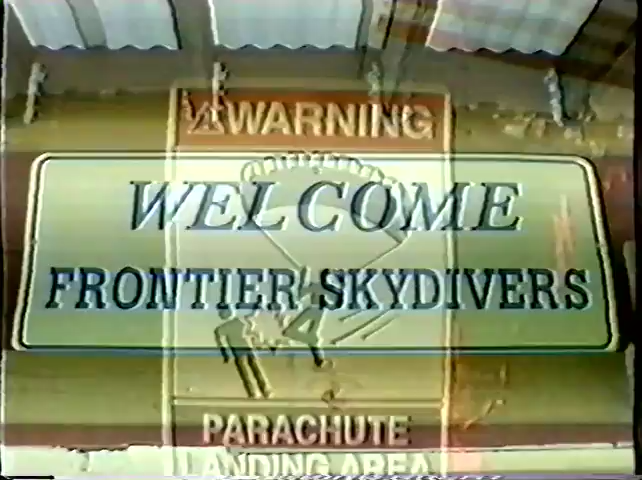 WARNING
WELCOME
FRONTIER SKYDIVERS
PARACHUTE
LANDING AREA